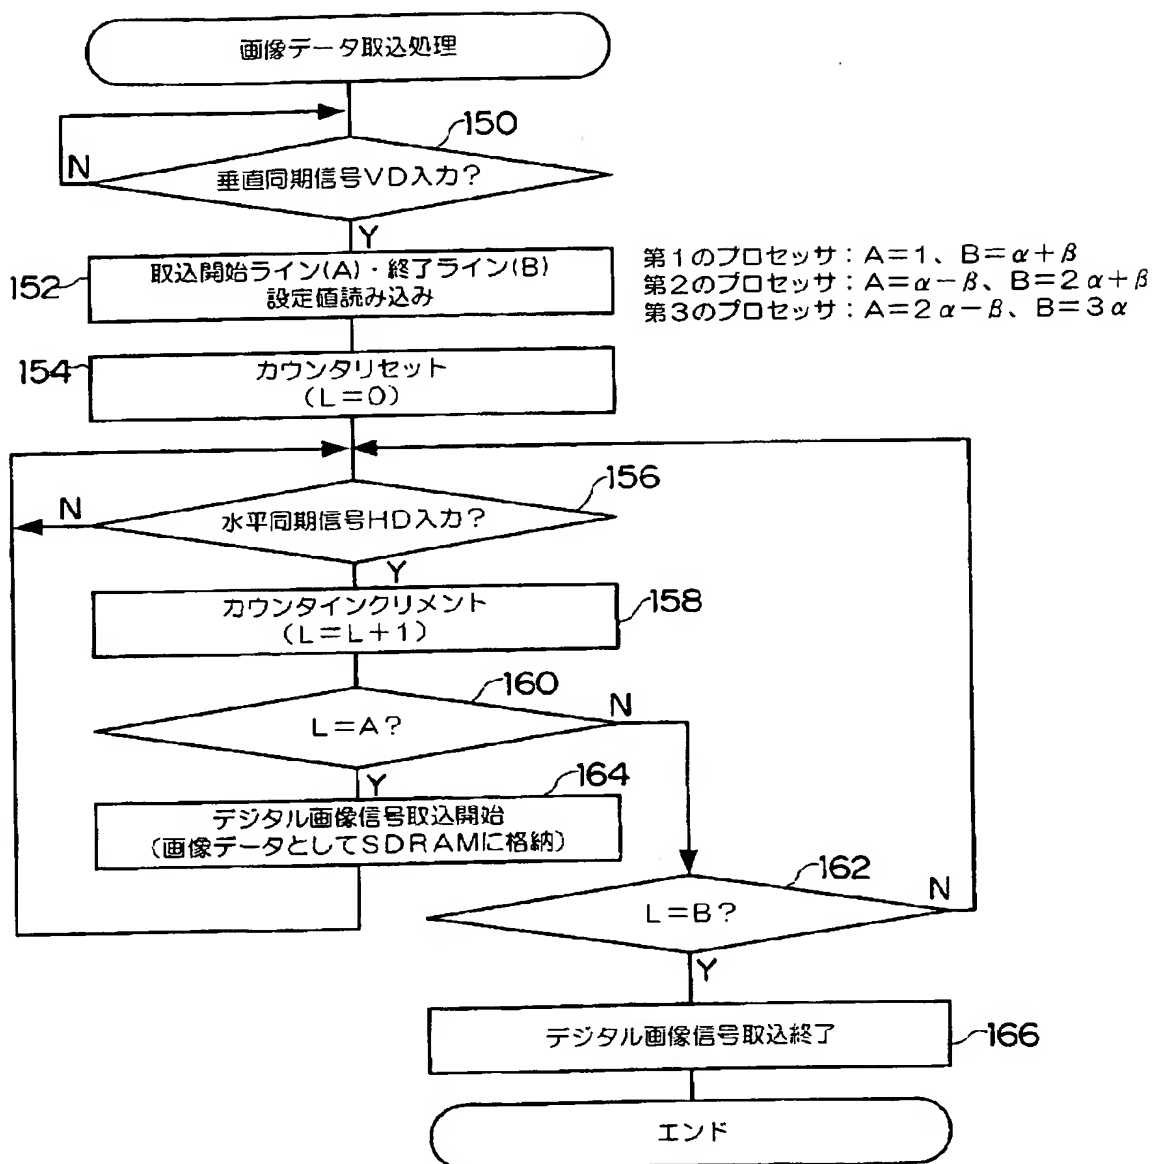 画像データ取込処理
150
N
垂直同期信号VD入力?
Y
152
取込開始ライン(A)・終了ライン(B)
設定値読み込み
第1のプロセッサ:A=1、B=α+β
第2のプロセッサ:A=α-β、B=2α+β
第3のプロセッサ:A=2α-β、B=3α
154
カウンタリセット
(L=0)
156
N
水平同期信号HD入力?
Y
カウンタインクリメント
(L=L+1)
158
160
N
L=A?
Y
164
デジタル画像信号取込開始
(画像データとしてSDRAMに格納)
162
N
L=B?
Y
デジタル画像信号取込終了
166
エンド